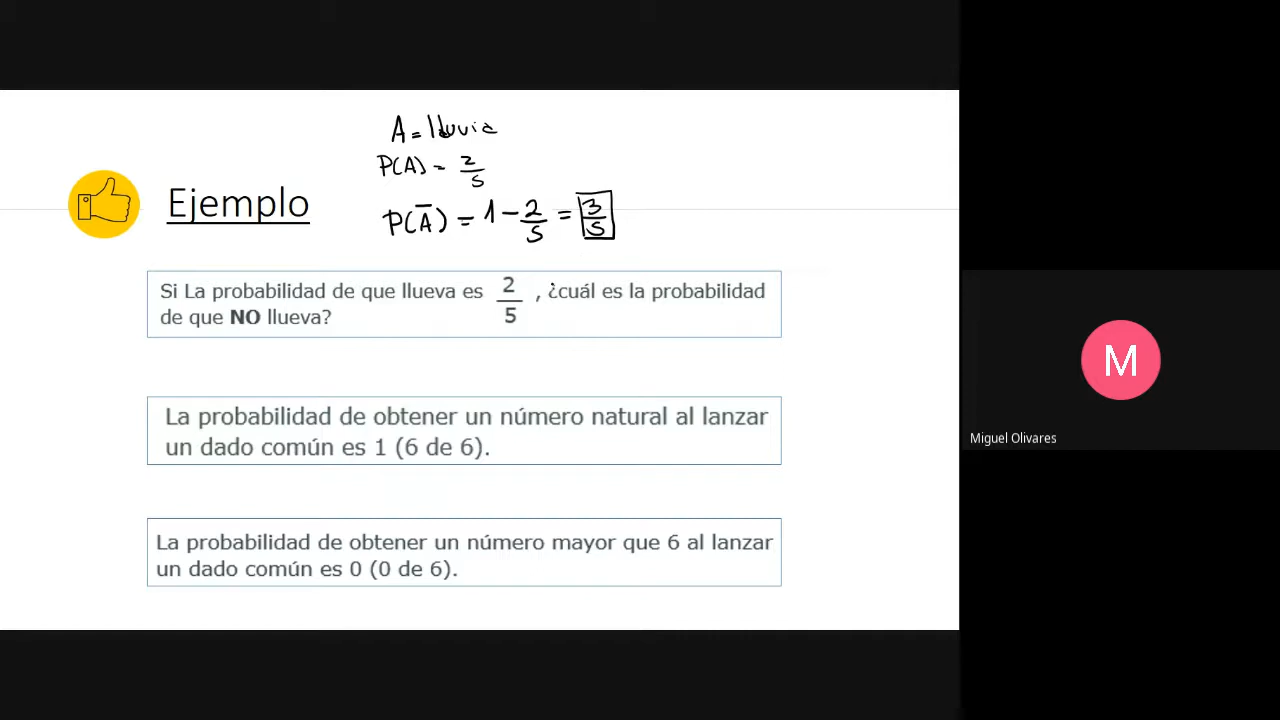 A = lluvia
P(A) = 2/5
Ejemplo
P(A̅) = 1 - 2/5 = 3/5
Si La probabilidad de que llueva es 2/5 , ¿cuál es la probabilidad
de que NO llueva?
La probabilidad de obtener un número natural al lanzar
un dado común es 1 (6 de 6).
La probabilidad de obtener un número mayor que 6 al lanzar
un dado común es 0 (0 de 6).
M
Miguel Olivares